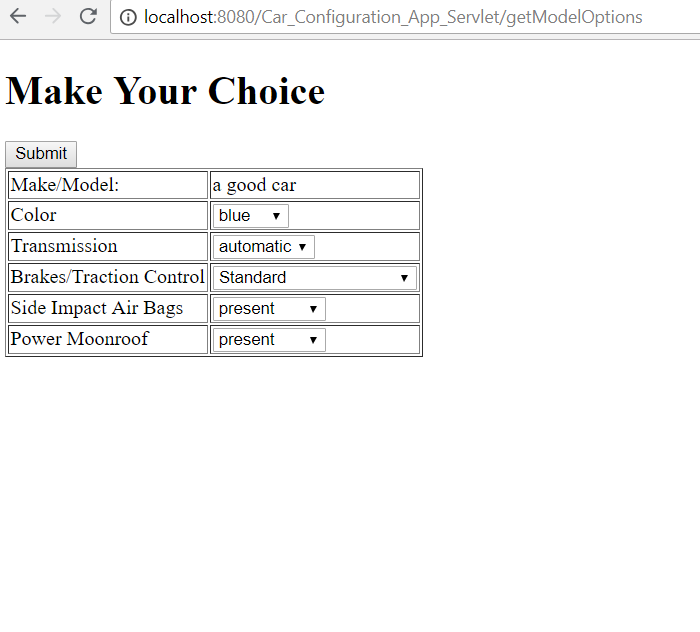 localhost:8080/Car_Configuration_App_Servlet/getModelOptions
Make Your Choice
Submit
Make/Model: a good car
Color blue
Transmission automatic
Brakes/Traction Control Standard
Side Impact Air Bags present
Power Moonroof present